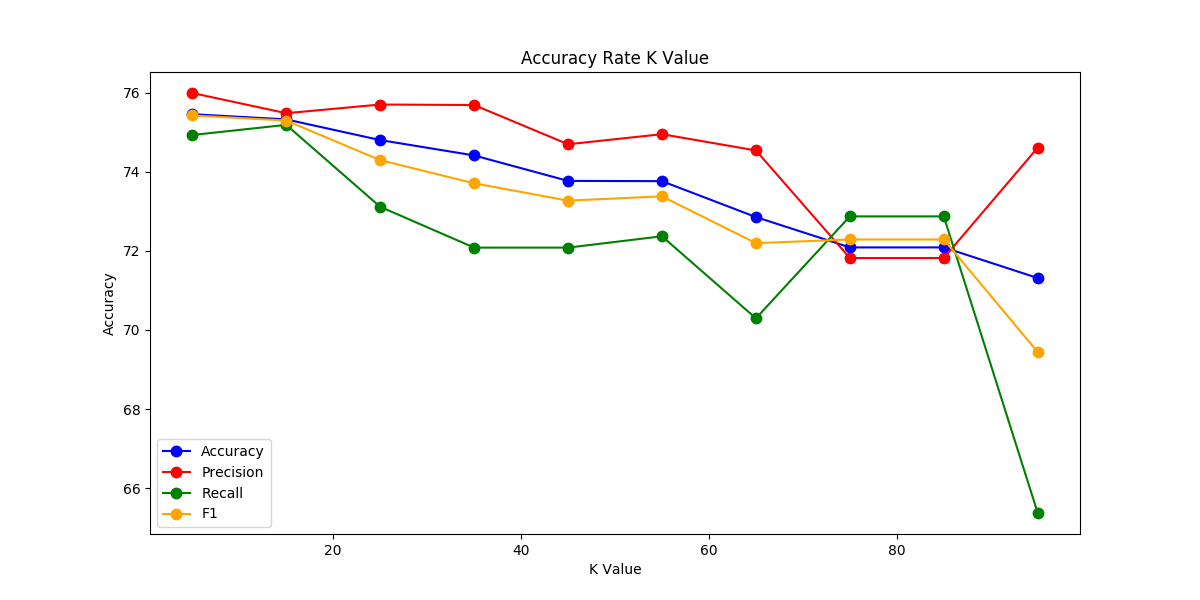 Accuracy Rate K Value
76
74
72
70
68
66
Accuracy
Accuracy
Precision
Recall
F1
20 40 60 80
K Value